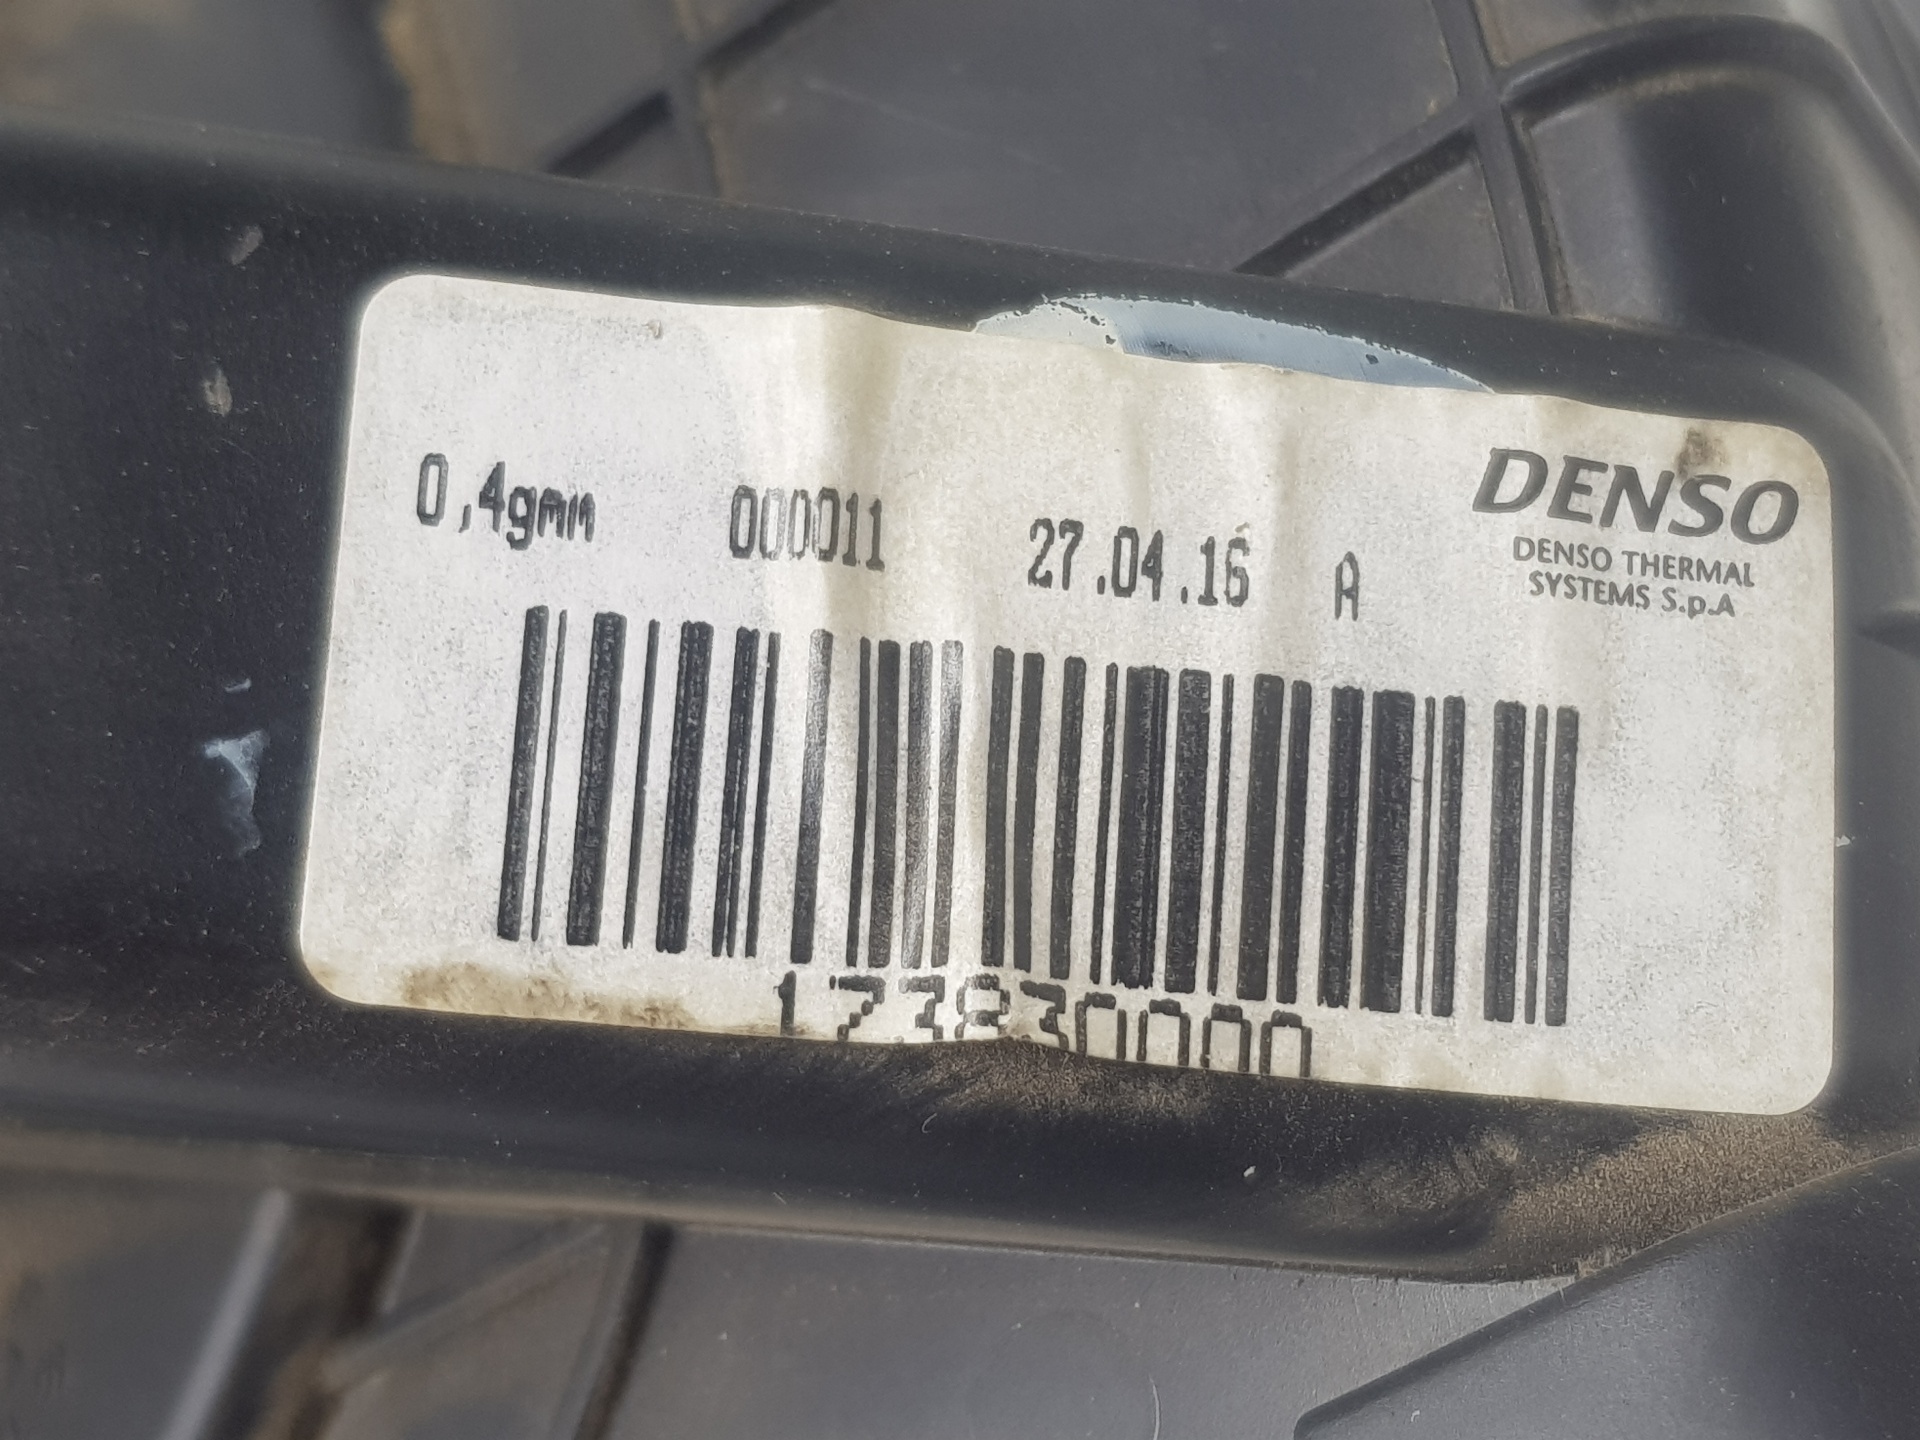 0,4gmm 000011 27.04.16 A
DENSO
DENSO THERMAL
SYSTEMS S.p.A
173830000